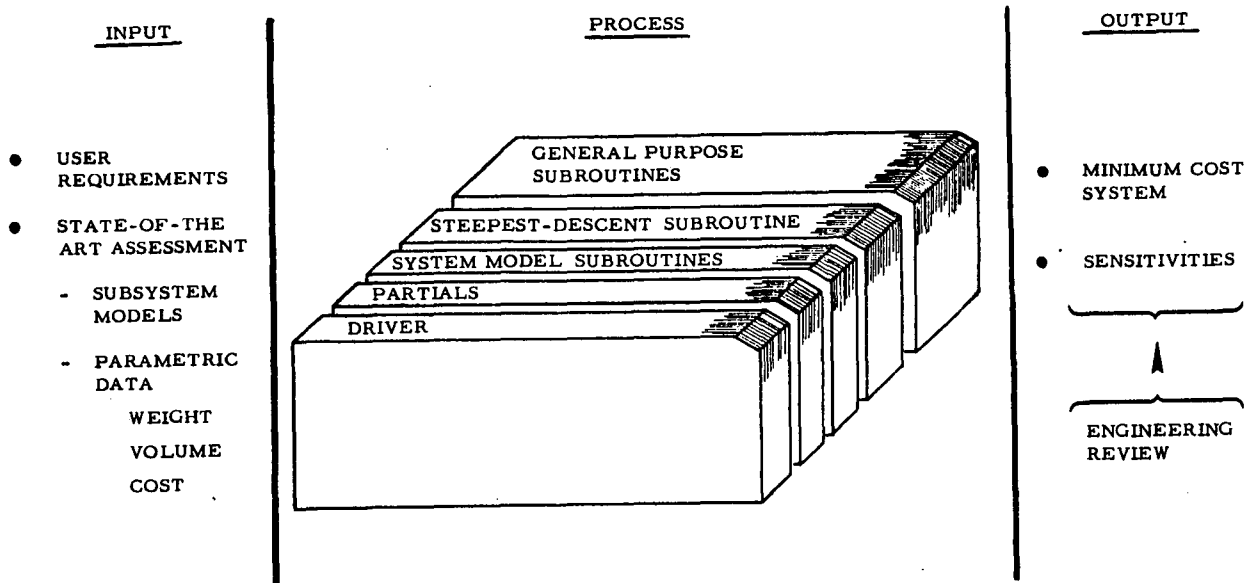 INPUT
● USER
REQUIREMENTS
● STATE-OF-THE
ART ASSESSMENT
- SUBSYSTEM
MODELS
- PARAMETRIC
DATA
WEIGHT
VOLUME
COST
PROCESS
GENERAL PURPOSE
SUBROUTINES
STEEPEST-DESCENT SUBROUTINE
SYSTEM MODEL SUBROUTINES
PARTIALS
DRIVER
OUTPUT
● MINIMUM COST
SYSTEM
● SENSITIVITIES
ENGINEERING
REVIEW